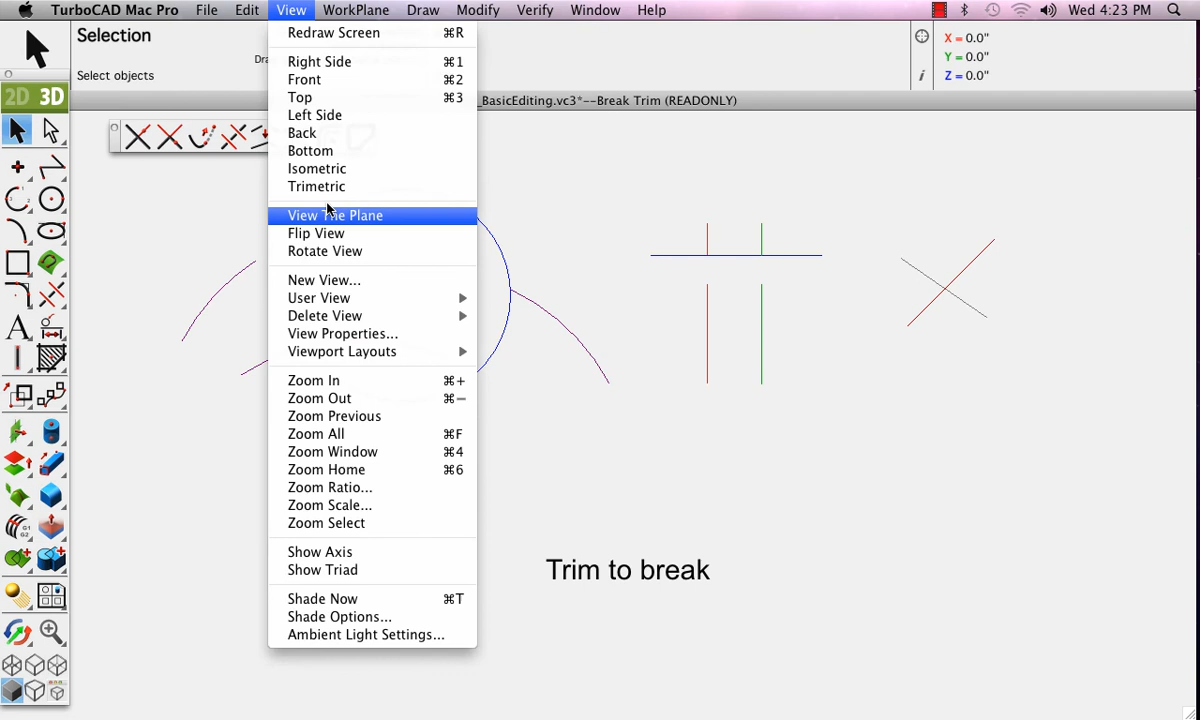 TurboCAD Mac Pro File Edit View WorkPlane Draw Modify Verify Window Help Wed 4:23 PM
Selection
Select objects
Dra
X = 0.0"
Y = 0.0"
Z = 0.0"
i
_BasicEditing.vc3*--Break Trim (READONLY)
2D 3D
A
G1
G2
Redraw Screen ⌘R
Right Side ⌘1
Front ⌘2
Top ⌘3
Left Side
Back
Bottom
Isometric
Trimetric
View The Plane
Flip View
Rotate View
New View...
User View
Delete View
View Properties...
Viewport Layouts
Zoom In ⌘+
Zoom Out ⌘−
Zoom Previous
Zoom All ⌘F
Zoom Window ⌘4
Zoom Home ⌘6
Zoom Ratio...
Zoom Scale...
Zoom Select
Show Axis
Show Triad
Shade Now ⌘T
Shade Options...
Ambient Light Settings...
Trim to break